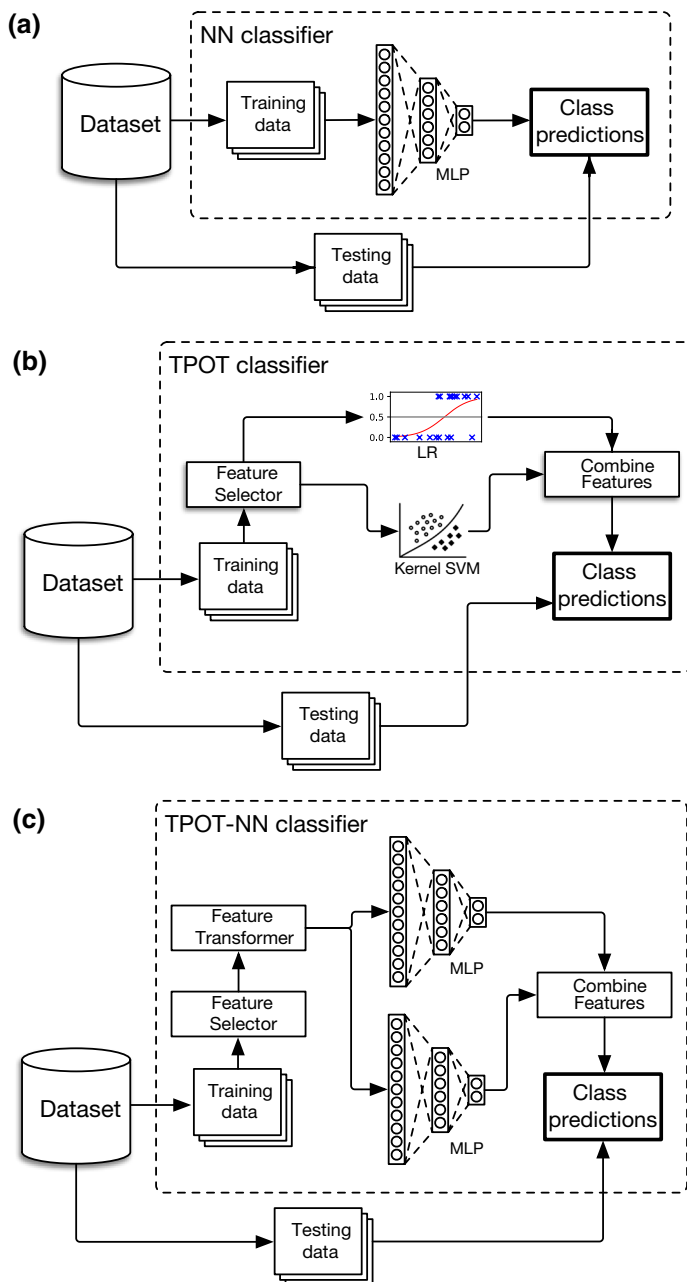 (a)
NN classifier
Dataset
Training
data
MLP
Class
predictions
Testing
data
(b)
TPOT classifier
1.0
0.5
0.0
LR
Feature
Selector
Combine
Features
Kernel SVM
Dataset
Training
data
Class
predictions
Testing
data
(c)
TPOT-NN classifier
Feature
Transformer
MLP
Feature
Selector
Combine
Features
Dataset
Training
data
Class
predictions
MLP
Testing
data